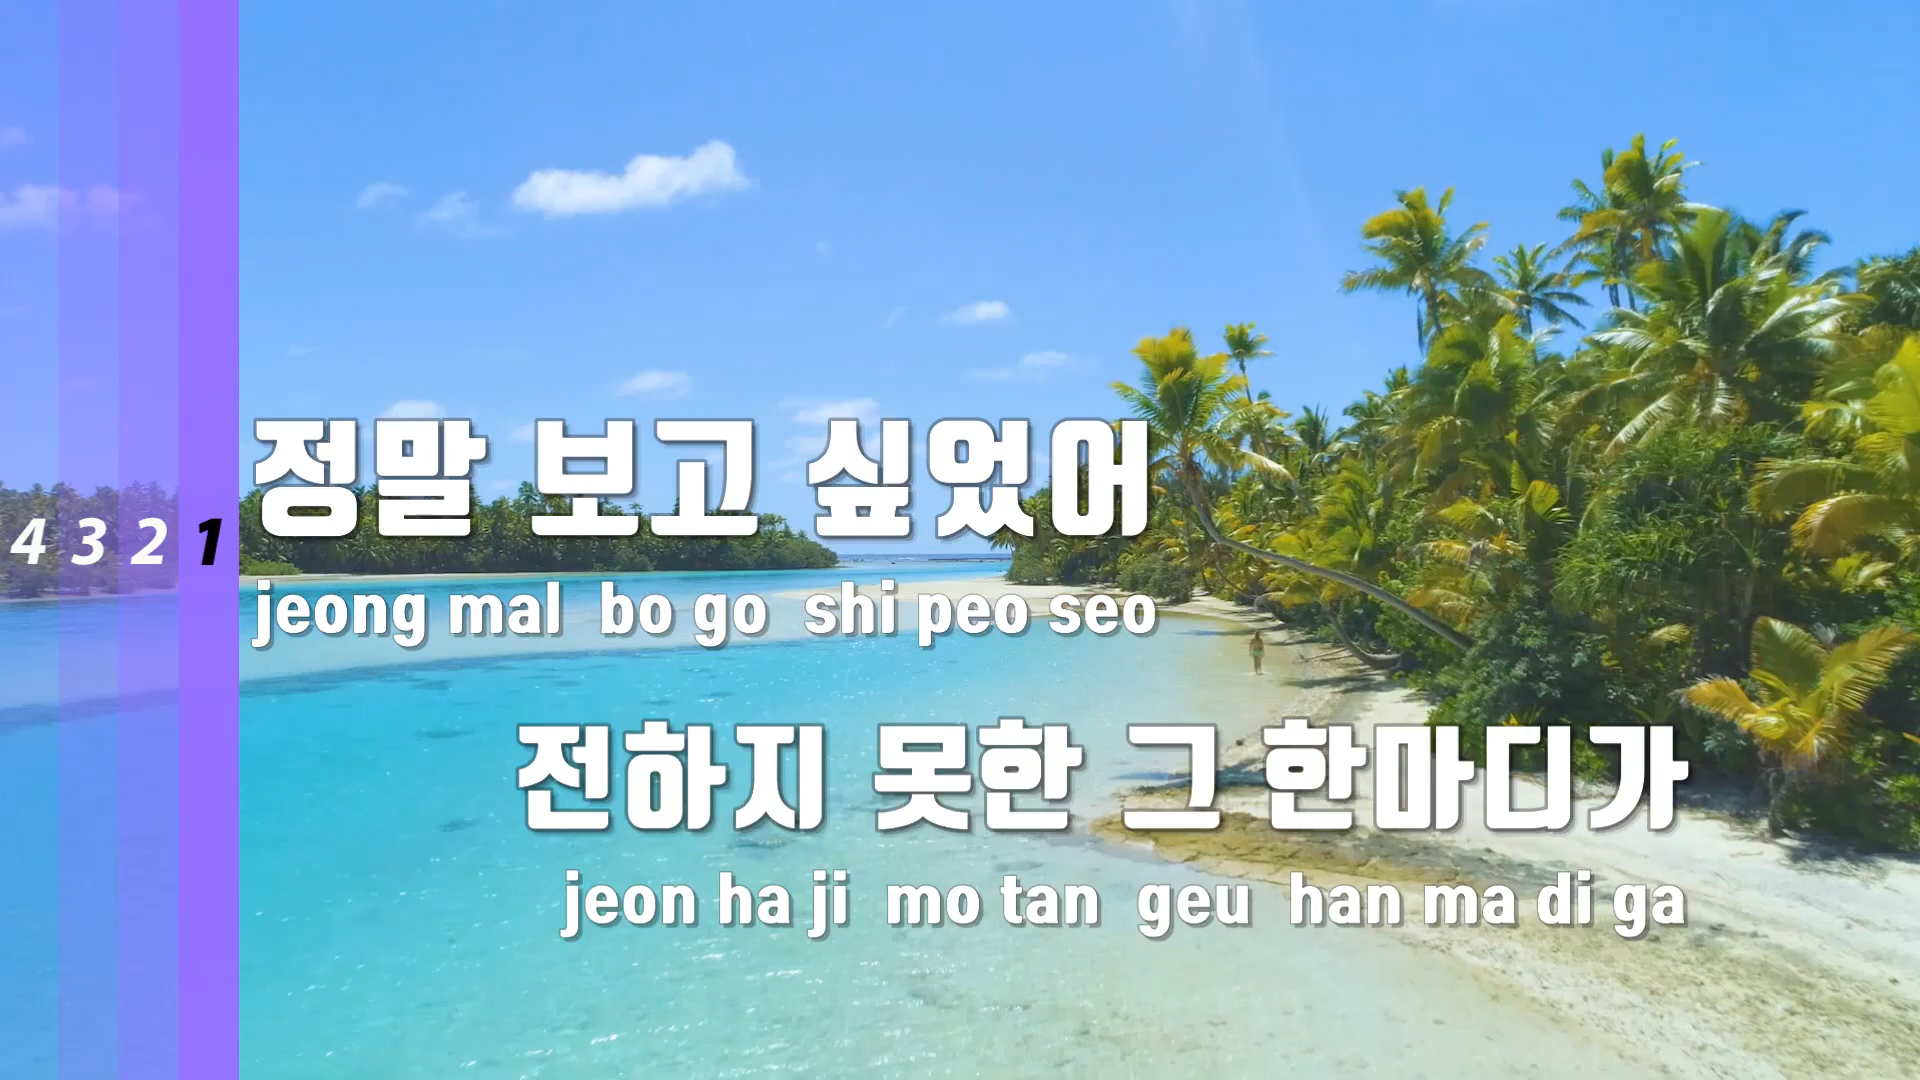 4 3 2 1
정말 보고 싶었어
jeong mal bo go shi peo seo
전하지 못한 그 한마디가
jeon ha ji mo tan geu han ma di ga